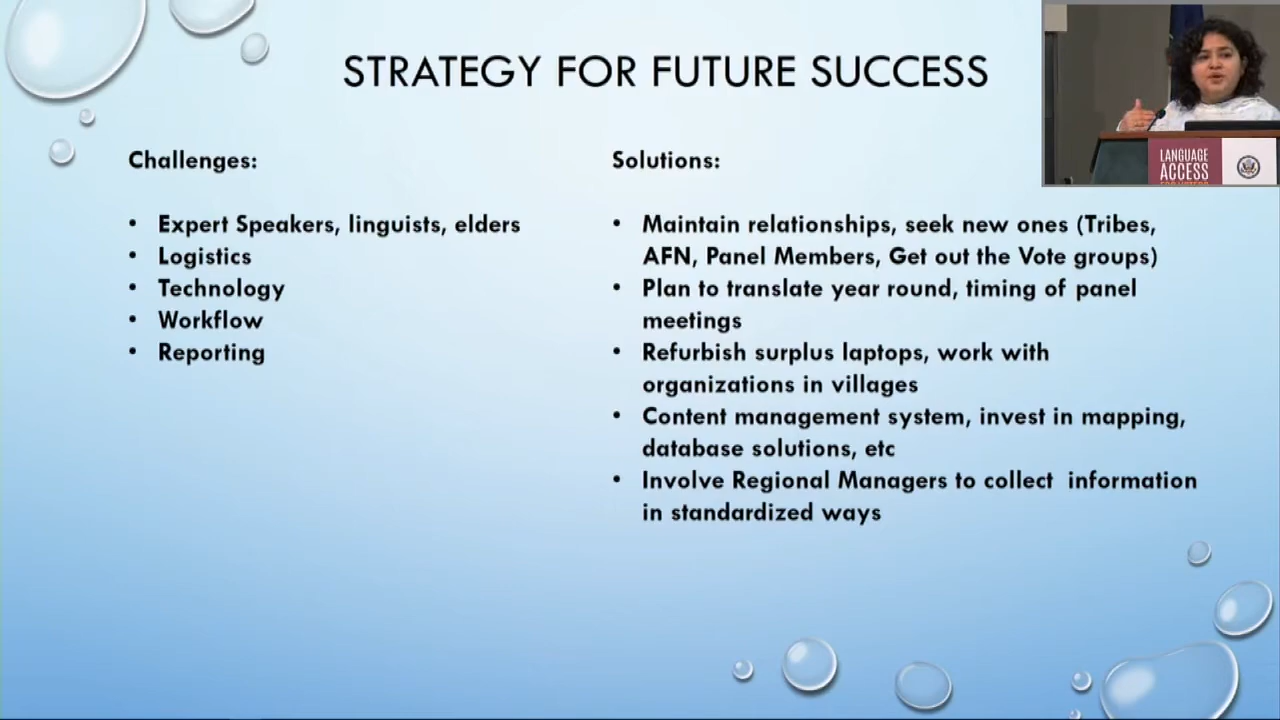 STRATEGY FOR FUTURE SUCCESS
Challenges:
• Expert Speakers, linguists, elders
• Logistics
• Technology
• Workflow
• Reporting
Solutions:
• Maintain relationships, seek new ones (Tribes,
AFN, Panel Members, Get out the Vote groups)
• Plan to translate year round, timing of panel
meetings
• Refurbish surplus laptops, work with
organizations in villages
• Content management system, invest in mapping,
database solutions, etc
• Involve Regional Managers to collect  information
in standardized ways
LANGUAGE
ACCESS